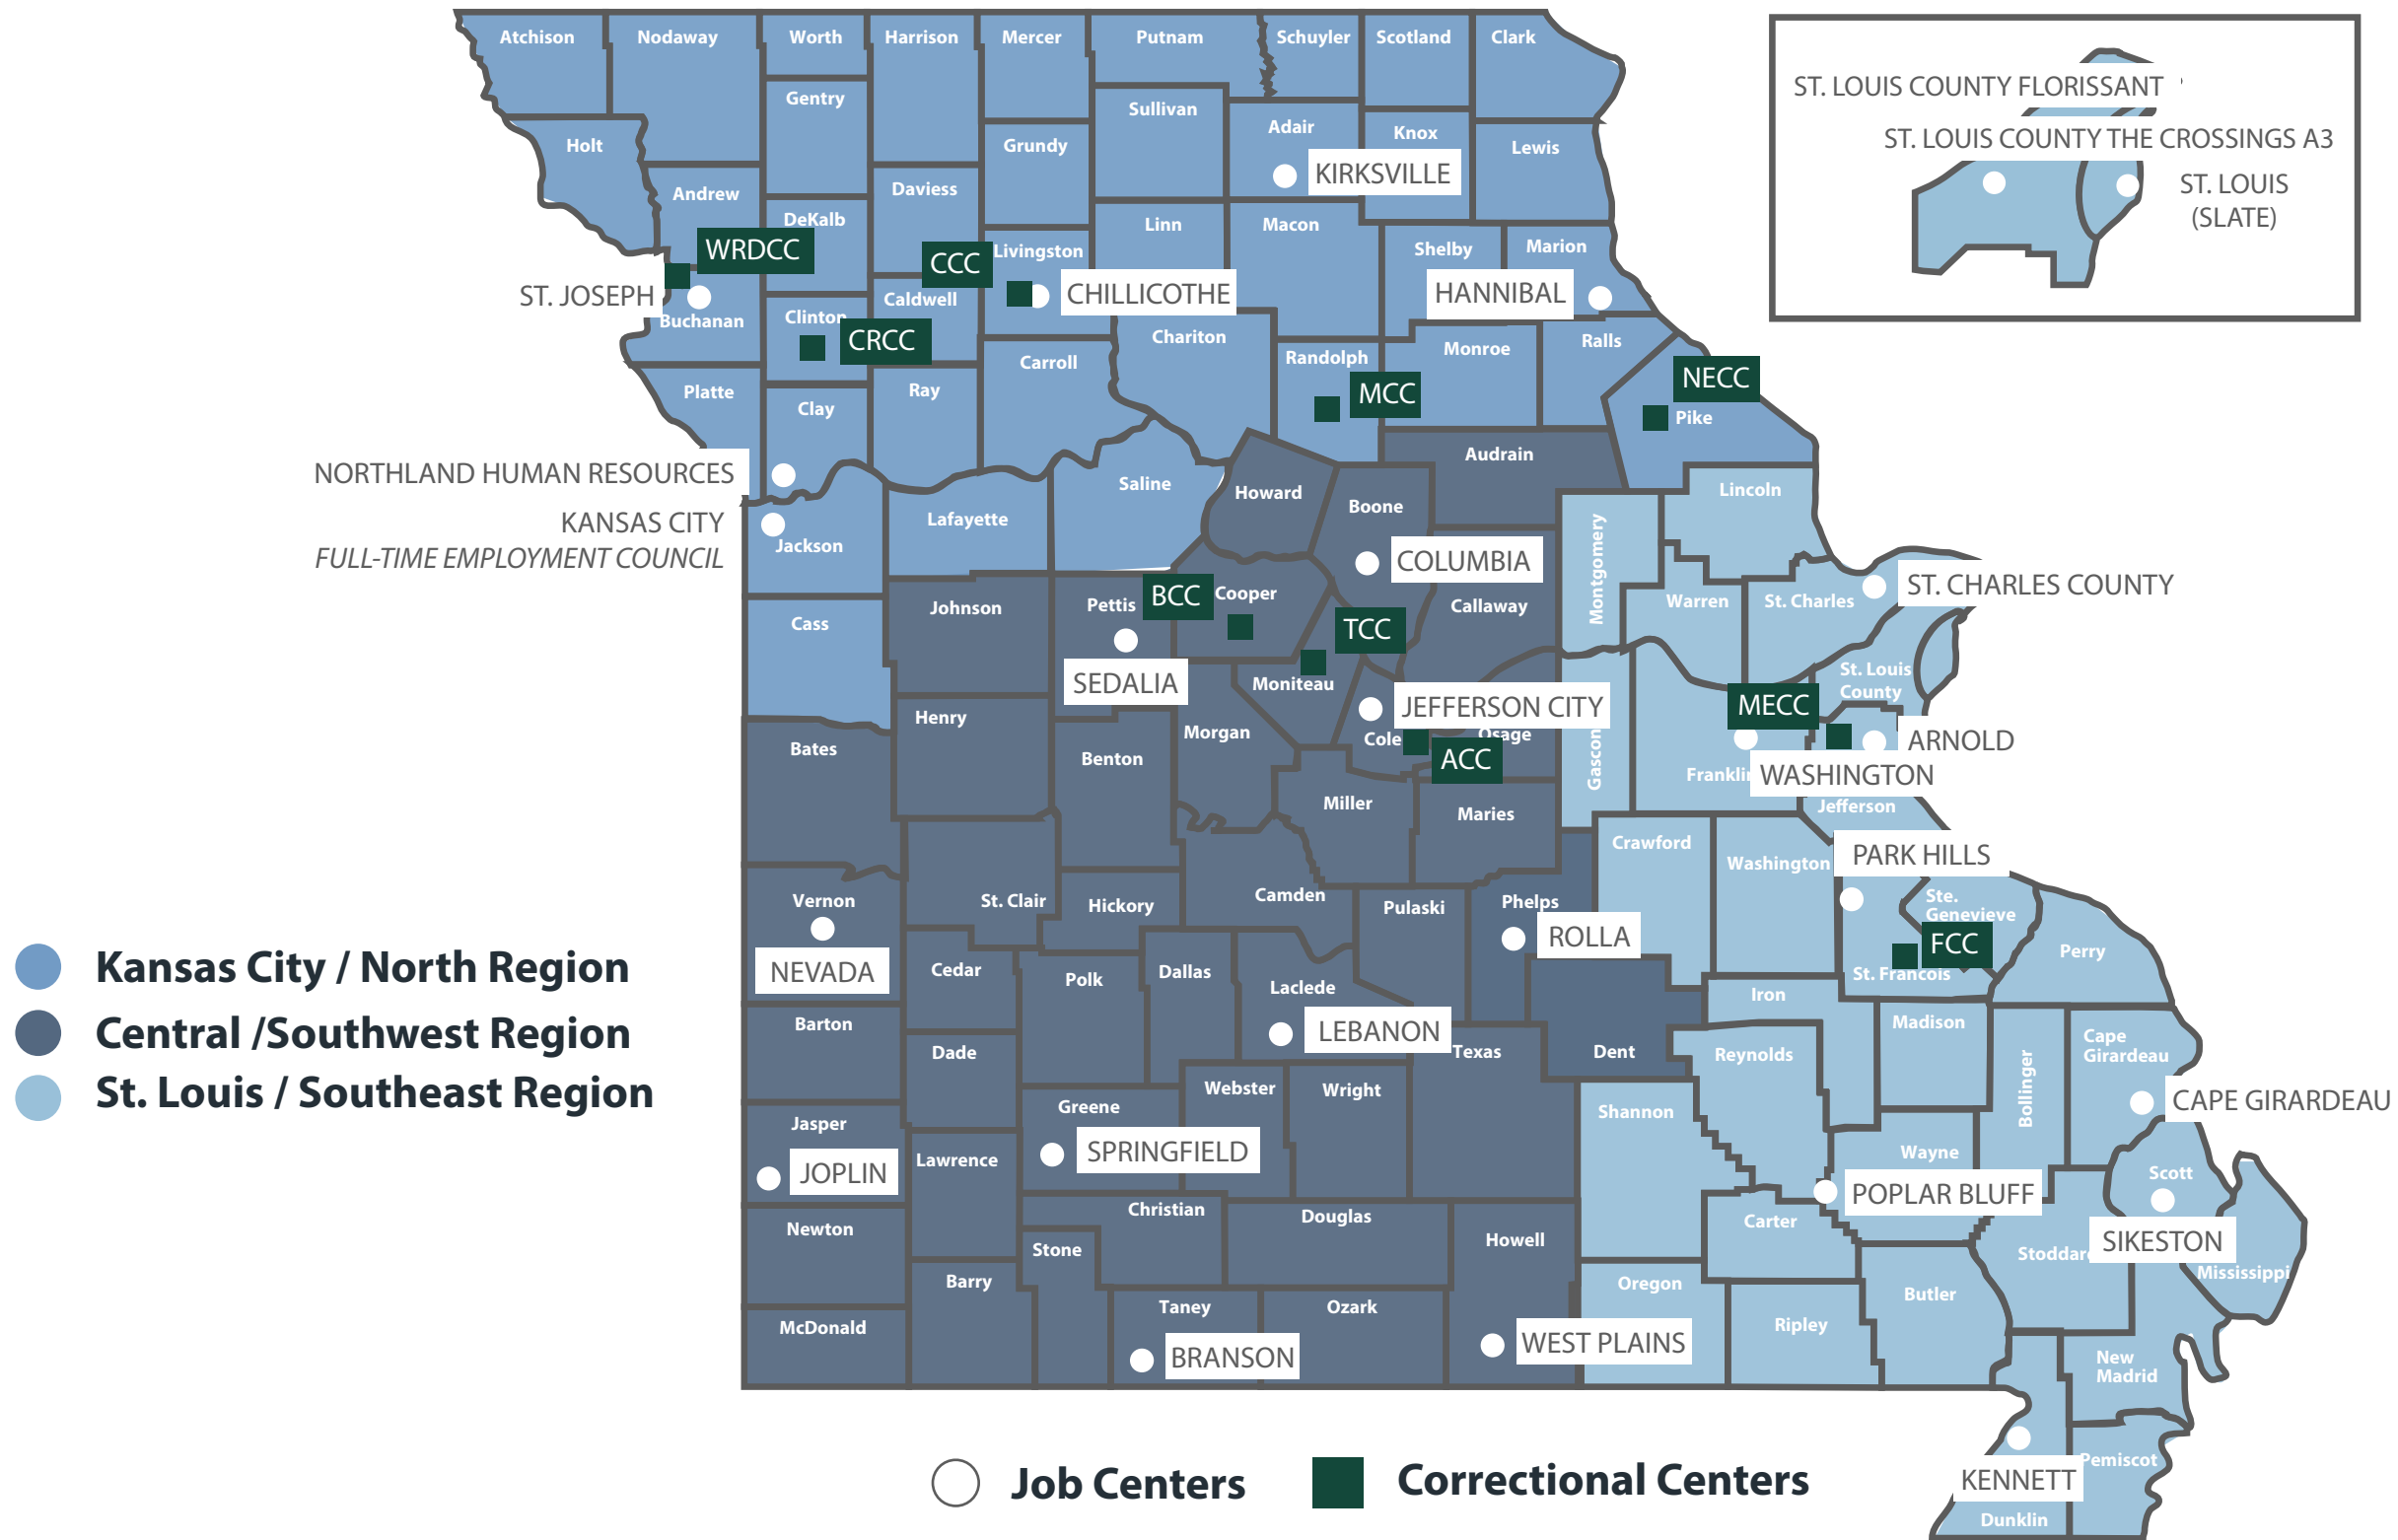 Atchison
Nodaway
Worth
Harrison
Mercer
Putnam
Schuyler
Scotland
Clark
ST. LOUIS COUNTY FLORISSANT
ST. LOUIS COUNTY THE CROSSINGS A3
ST. LOUIS
(SLATE)
Gentry
Sullivan
Adair
Knox
Lewis
Holt
Grundy
KIRKSVILLE
Andrew
DeKalb
Daviess
Linn
Macon
Shelby
Marion
WRDCC
CCC
Livingston
ST. JOSEPH
CHILLICOTHE
HANNIBAL
Buchanan
Clinton
Caldwell
CRCC
Chariton
Randolph
Monroe
Ralls
Carroll
MCC
NECC
Pike
Platte
Clay
Ray
NORTHLAND HUMAN RESOURCES
KANSAS CITY
FULL-TIME EMPLOYMENT COUNCIL
Jackson
Lafayette
Saline
Howard
Boone
Audrain
Lincoln
Montgomery
COLUMBIA
Cass
Johnson
Pettis
BCC
Cooper
TCC
Callaway
Warren
St. Charles
ST. CHARLES COUNTY
SEDALIA
Moniteau
JEFFERSON CITY
St. Louis
County
MECC
Henry
Morgan
Cole
Osage
ACC
Gascon
ARNOLD
Bates
Benton
Franklin
WASHINGTON
Jefferson
Miller
Maries
Crawford
Washington
PARK HILLS
Vernon
St. Clair
Hickory
Camden
Pulaski
Phelps
ROLLA
Ste.
Genevieve
FCC
St. Francois
Perry
NEVADA
Cedar
Polk
Dallas
Laclede
LEBANON
Iron
Madison
Kansas City / North Region
Central /Southwest Region
St. Louis / Southeast Region
Barton
Dade
Texas
Dent
Reynolds
Bollinger
Cape
Girardeau
CAPE GIRARDEAU
Webster
Wright
Greene
Shannon
Jasper
JOPLIN
Lawrence
SPRINGFIELD
Wayne
POPLAR BLUFF
Scott
SIKESTON
Newton
Christian
Douglas
Howell
Carter
Stoddard
Mississippi
Stone
Barry
Taney
Ozark
Oregon
Butler
Ripley
McDonald
BRANSON
WEST PLAINS
New
Madrid
Pemiscot
KENNETT
Dunklin
Job Centers
Correctional Centers